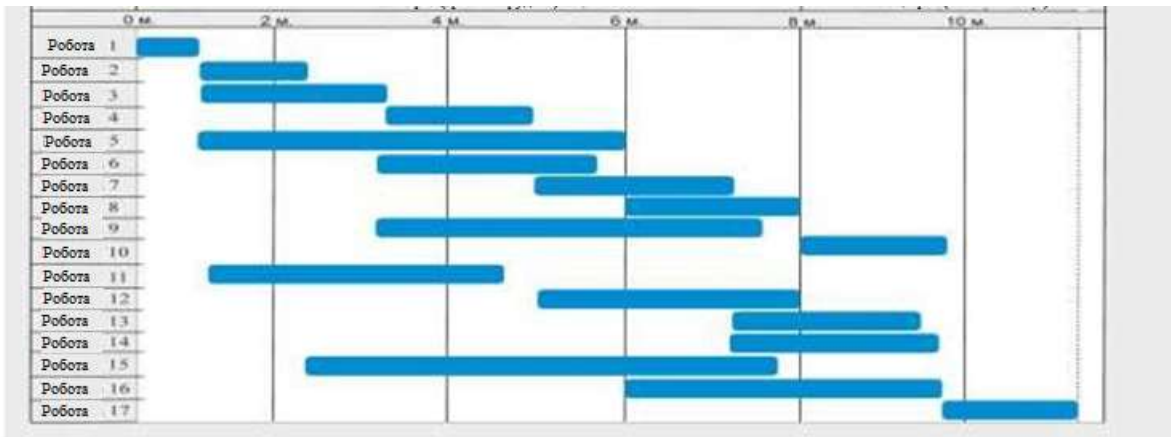 0 м. 2 м. 4 м. 6 м. 8 м. 10 м.
Робота 1
Робота 2
Робота 3
Робота 4
Робота 5
Робота 6
Робота 7
Робота 8
Робота 9
Робота 10
Робота 11
Робота 12
Робота 13
Робота 14
Робота 15
Робота 16
Робота 17